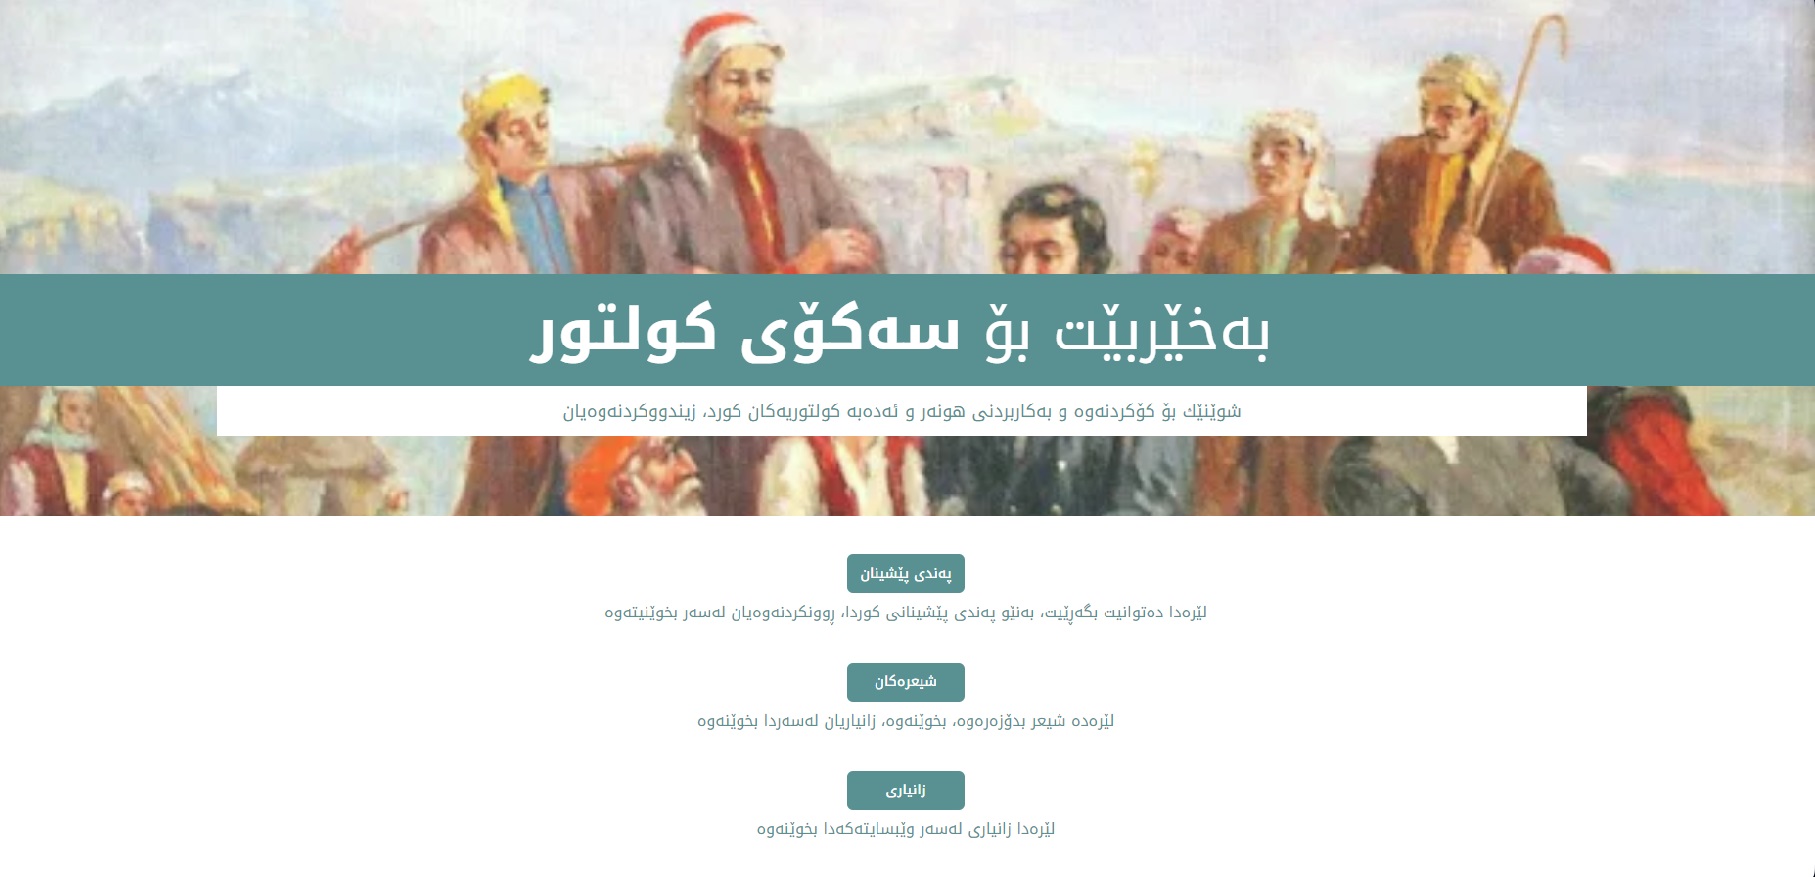 بەخێربێت بۆ سەکۆی کولتور
شوێنێك بۆ کۆکردنەوە و بەکاربردنی هونەر و ئەدەبە کولتوریەکان کورد، زیندووکردنەوەیان
پەندی پێشینان
لێرەدا دەتوانیت بگەڕێیت، بەنێو پەندی پێشینانی کوردا، ڕوونکردنەوەیان لەسەر بخوێنیتەوە
شیعرەکان
لێرەدە شیعر بدۆزەرەوە، بخوێنەوە، زانیاریان لەسەردا بخوێنەوە
زانیاری
لێرەدا زانیاری لەسەر وێبسایتەکەدا بخوێنەوە